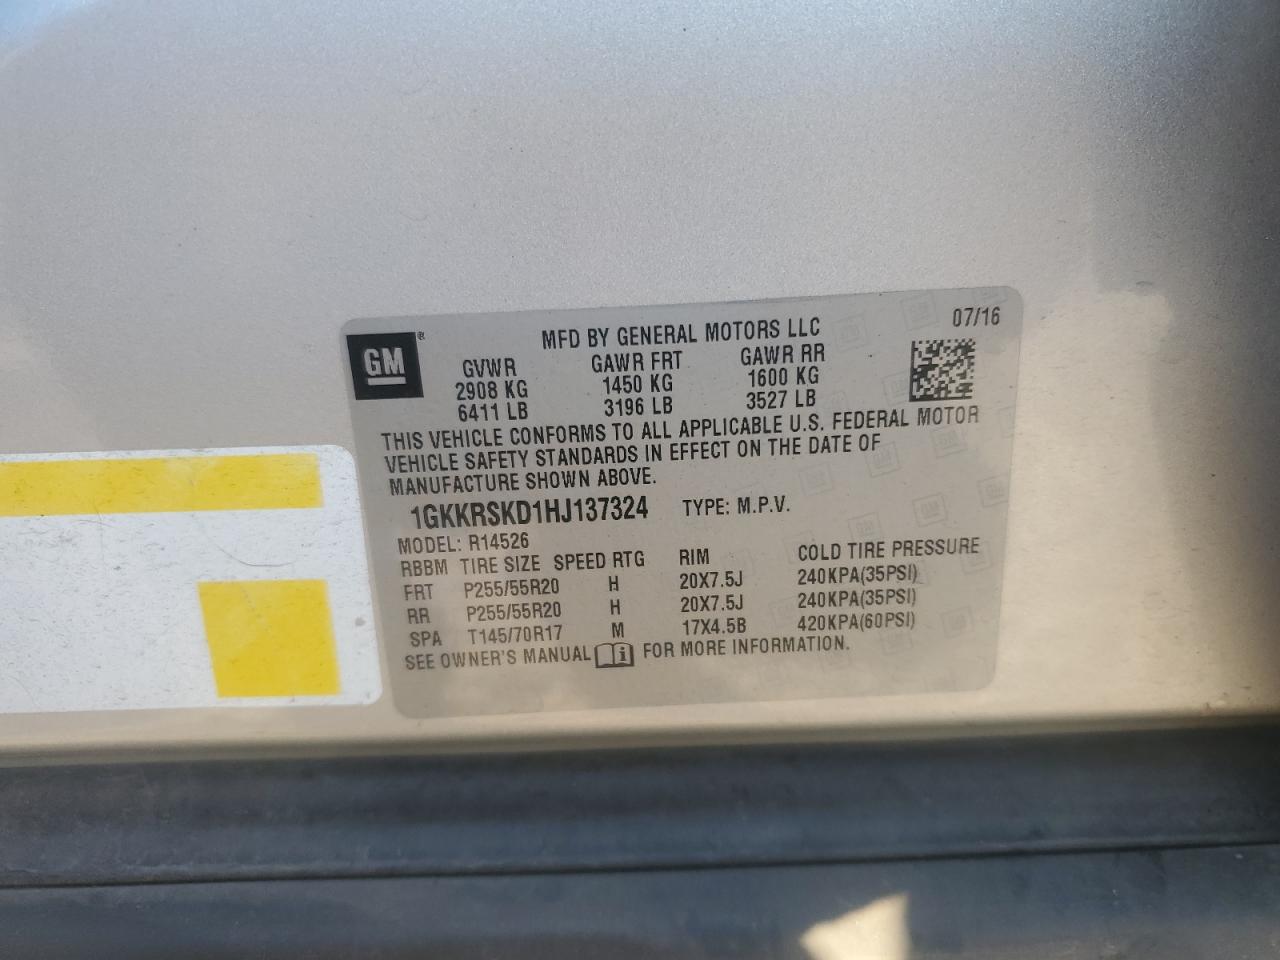 GM®
MFD BY GENERAL MOTORS LLC
07/16
GVWR GAWR FRT GAWR RR
2908 KG 1450 KG 1600 KG
6411 LB 3196 LB 3527 LB
THIS VEHICLE CONFORMS TO ALL APPLICABLE U.S. FEDERAL MOTOR
VEHICLE SAFETY STANDARDS IN EFFECT ON THE DATE OF
MANUFACTURE SHOWN ABOVE.
1GKKRSKD1HJ137324 TYPE: M.P.V.
MODEL: R14526
RBBM TIRE SIZE SPEED RTG RIM COLD TIRE PRESSURE
FRT P255/55R20 H 20X7.5J 240KPA(35PSI)
RR P255/55R20 H 20X7.5J 240KPA(35PSI)
SPA T145/70R17 M 17X4.5B 420KPA(60PSI)
SEE OWNER'S MANUAL i FOR MORE INFORMATION.